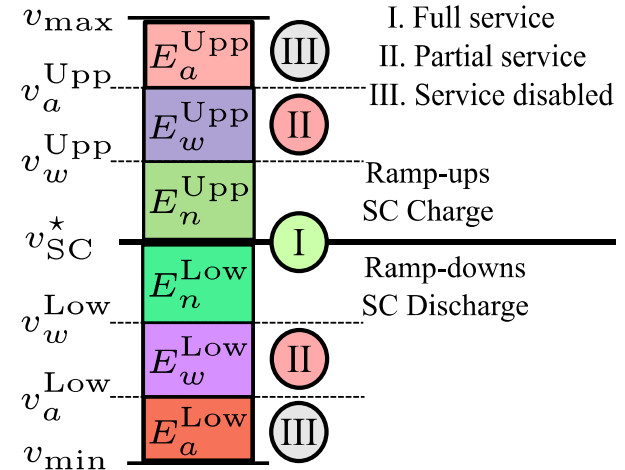 v_max
E_a^Upp
III
I. Full service
II. Partial service
III. Service disabled
v_a^Upp
E_w^Upp
II
v_w^Upp
E_n^Upp
Ramp-ups
SC Charge
v_SC^⋆
I
E_n^Low
Ramp-downs
SC Discharge
v_w^Low
E_w^Low
II
v_a^Low
E_a^Low
III
v_min